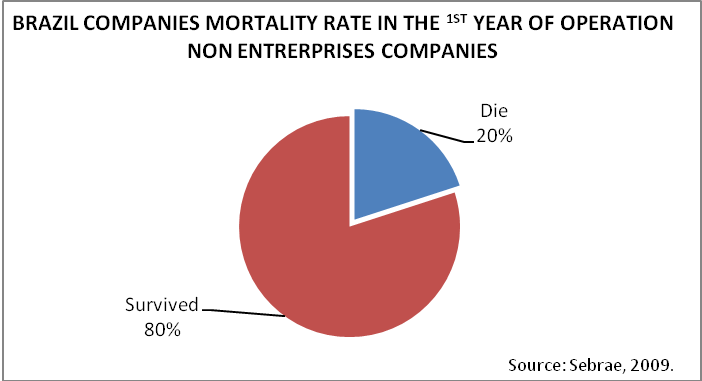 BRAZIL COMPANIES MORTALITY RATE IN THE 1ST YEAR OF OPERATION
NON ENTRERPRISES COMPANIES
Die
20%
Survived
80%
Source: Sebrae, 2009.